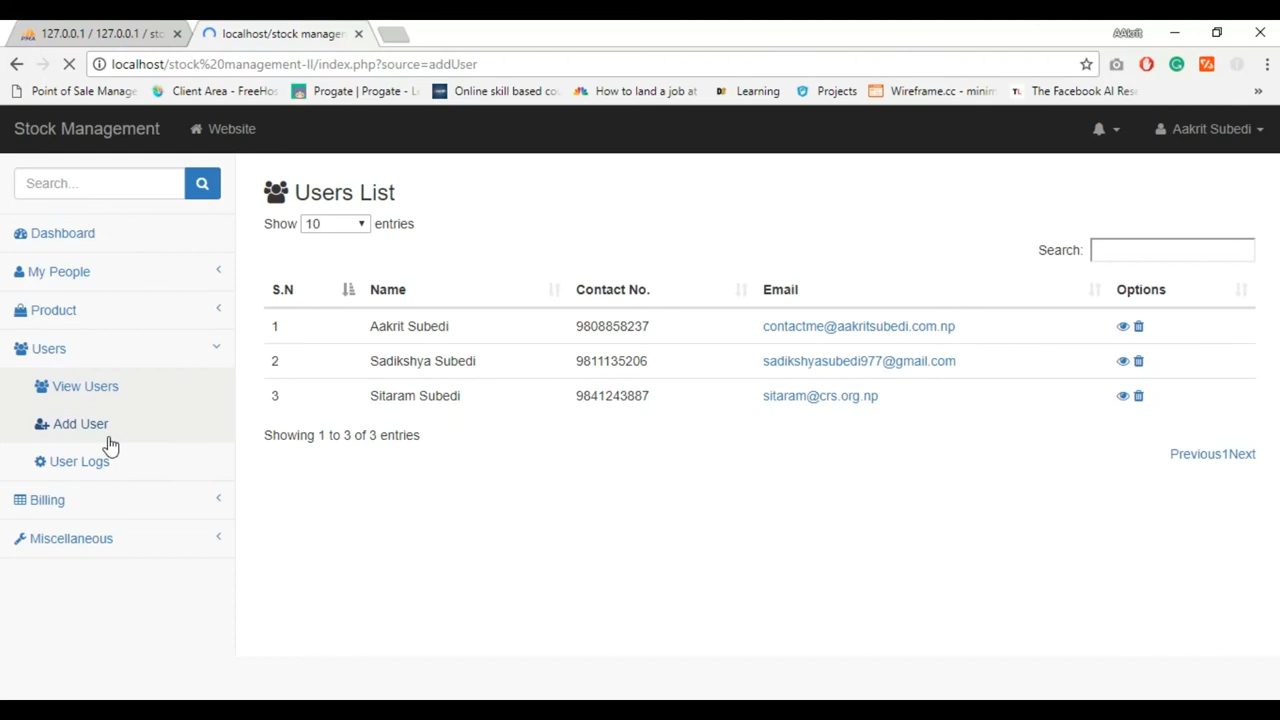 127.0.0.1 / 127.0.0.1 / sto
localhost/stock managem
AAkrit
localhost/stock%20management-II/index.php?source=addUser
Point of Sale Manage
Client Area - FreeHos
Progate | Progate - L
Online skill based co
How to land a job at
Learning
Projects
Wireframe.cc - minim
The Facebook AI Rese
Stock Management
Website
Aakrit Subedi
Search...
Dashboard
My People
Product
Users
View Users
Add User
User Logs
Billing
Miscellaneous
Users List
Show 10 entries
Search:
S.N Name Contact No. Email Options
1 Aakrit Subedi 9808858237 contactme@aakritsubedi.com.np
2 Sadikshya Subedi 9811135206 sadikshyasubedi977@gmail.com
3 Sitaram Subedi 9841243887 sitaram@crs.org.np
Showing 1 to 3 of 3 entries
Previous1Next